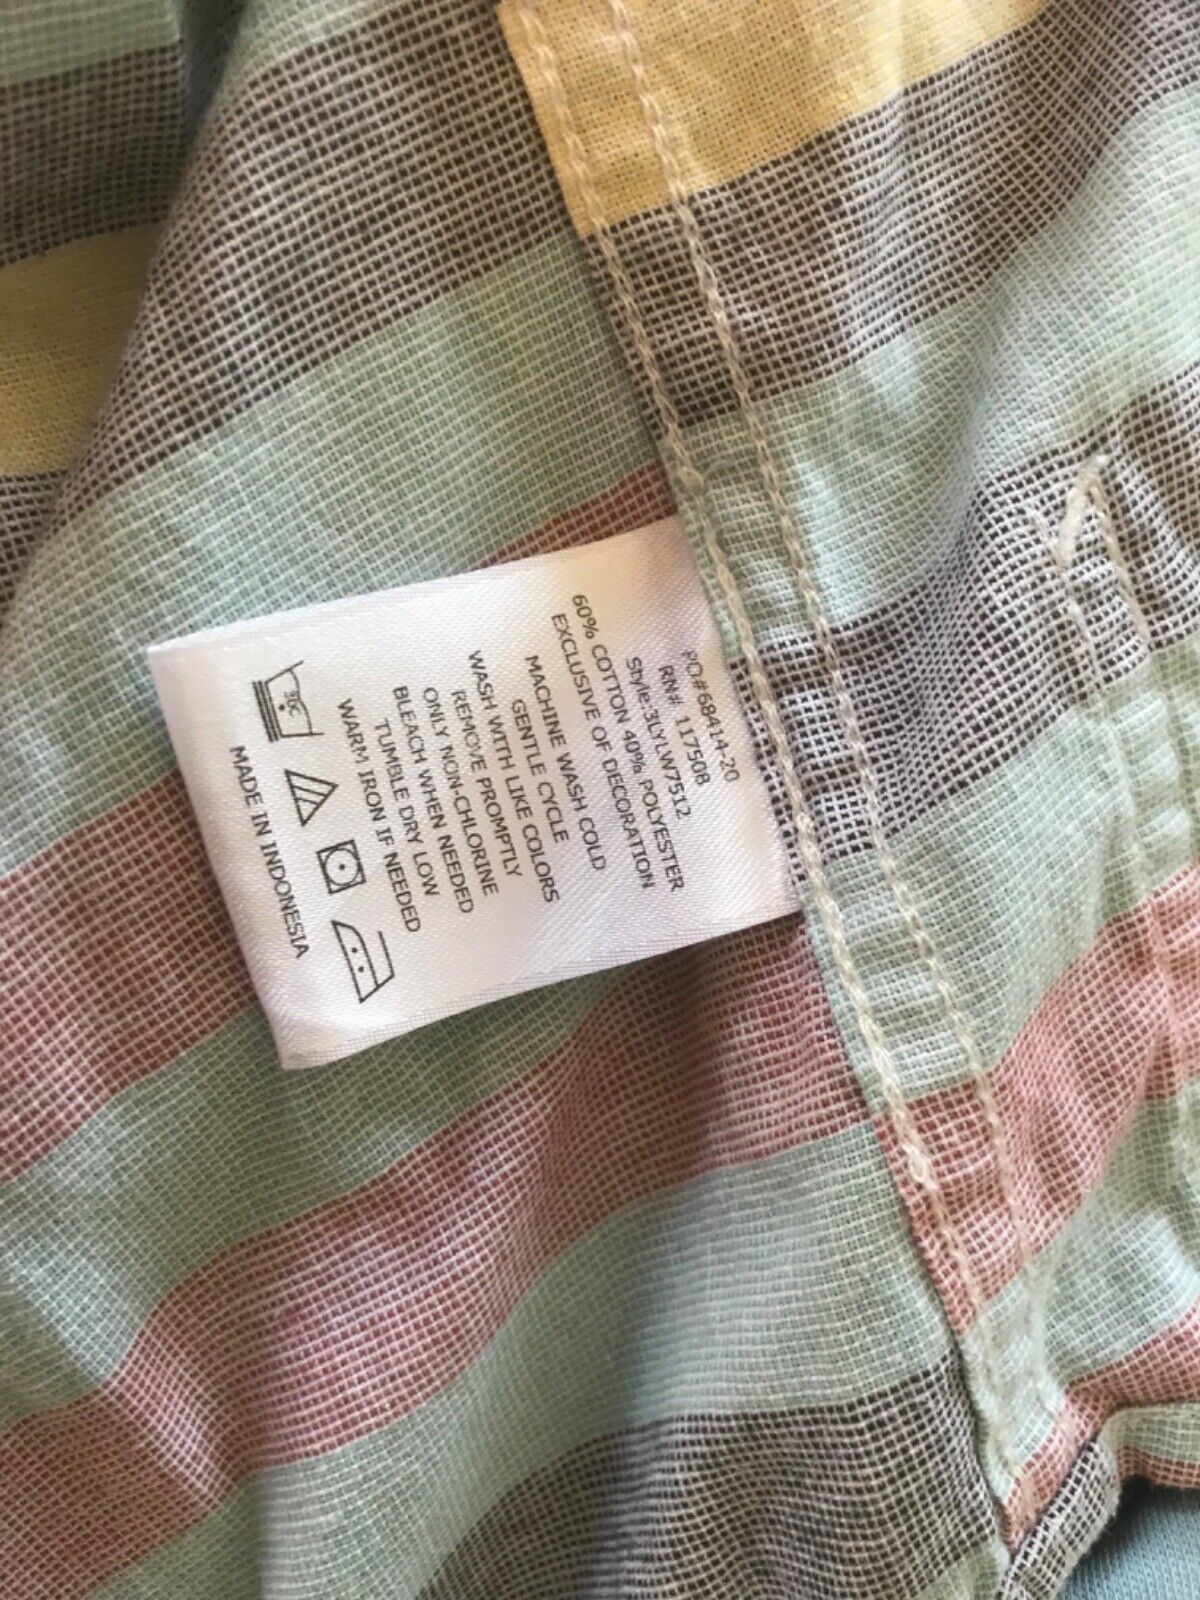 PO#68414-20
RN# 117508
Style-3LYLW7512
60% COTTON 40% POLYESTER
EXCLUSIVE OF DECORATION
MACHINE WASH COLD
GENTLE CYCLE
WASH WITH LIKE COLORS
REMOVE PROMPTLY
ONLY NON-CHLORINE
BLEACH WHEN NEEDED
TUMBLE DRY LOW
WARM IRON IF NEEDED
30C
MADE IN INDONESIA